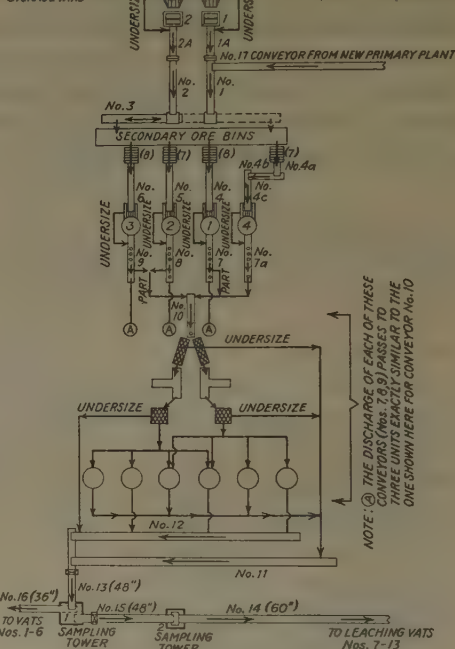 UNDERSIZE
UNDERSIZE
2
1
2A
1A
No.17 CONVEYOR FROM NEW PRIMARY PLANT
No. 2
No. 1
No.3
SECONDARY ORE BINS
(8)
(7)
(8)
(7)
No.4b
No.4a
No. 6
No. 5
No. 4
No. 4c
UNDERSIZE
UNDERSIZE
UNDERSIZE
UNDERSIZE
3
2
1
4
No. 9
No. 8
No. 7
No. 7a
PART
PART
No. 10
A
A
A
UNDERSIZE
UNDERSIZE
UNDERSIZE
NOTE: A THE DISCHARGE OF EACH OF THESE
CONVEYORS (Nos. 7,8,9) PASSES TO
THREE UNITS EXACTLY SIMILAR TO THE
ONE SHOWN HERE FOR CONVEYOR No.10
No.12
No.11
No.13 (48")
No.16 (36")
No.15 (48")
No.14 (60")
TO VATS
Nos. 1-6
SAMPLING
TOWER
2
SAMPLING
TOWER
TO LEACHING VATS
Nos. 7-13